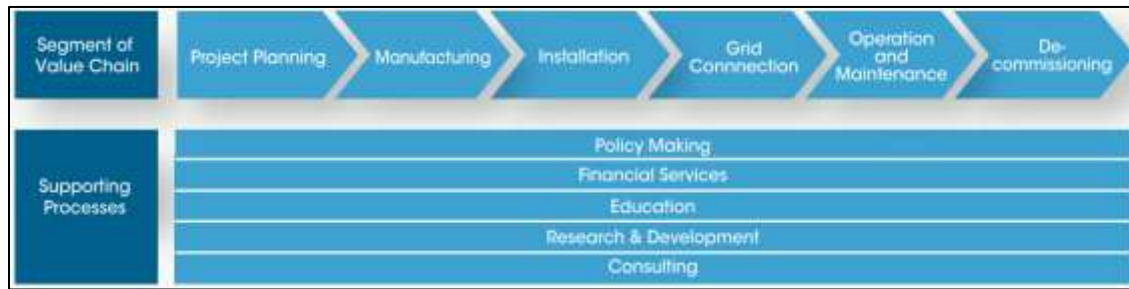 Segment of
Value Chain
Project Planning
Manufacturing
Installation
Grid
Connnection
Operation
and
Maintenance
De-
commissioning
Supporting
Processes
Policy Making
Financial Services
Education
Research & Development
Consulting